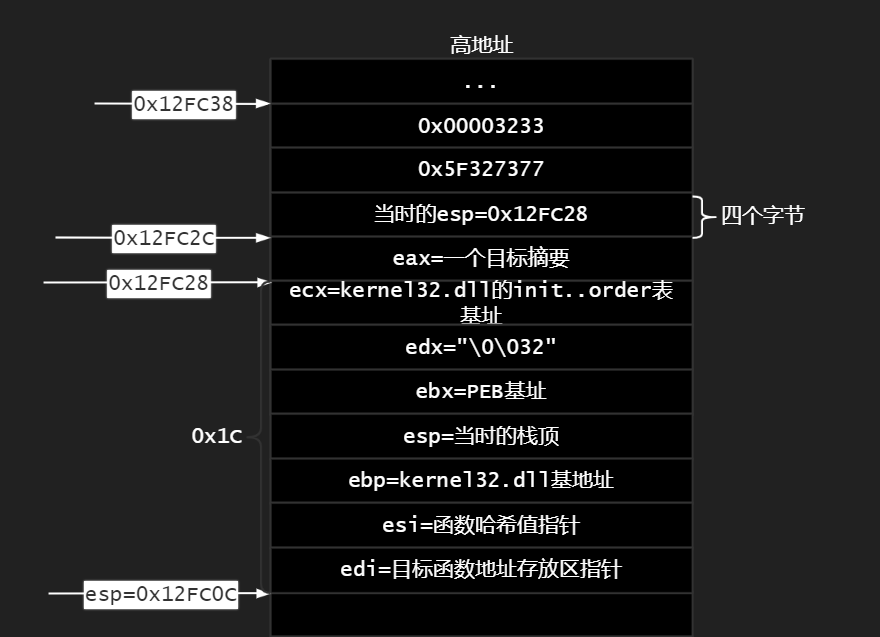 高地址
...
0x12FC38
0x00003233
0x5F327377
当时的esp=0x12FC28
四个字节
0x12FC2C
eax=一个目标摘要
0x12FC28
ecx=kernel32.dll的init..order表
基址
edx="\0\032"
ebx=PEB基址
0x1C
esp=当时的栈顶
ebp=kernel32.dll基地址
esi=函数哈希值指针
edi=目标函数地址存放区指针
esp=0x12FC0C